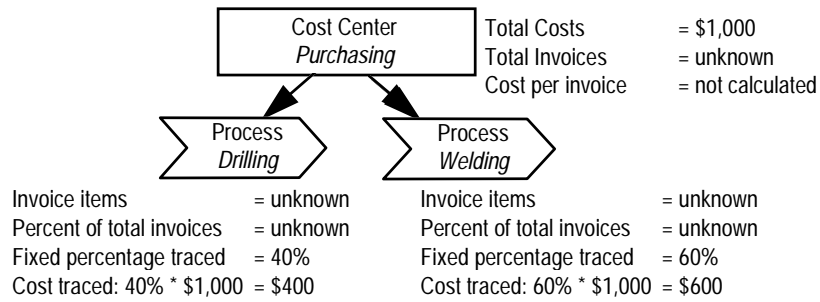 Cost Center
Purchasing
Total Costs = $1,000
Total Invoices = unknown
Cost per invoice = not calculated
Process
Drilling
Process
Welding
Invoice items = unknown
Percent of total invoices = unknown
Fixed percentage traced = 40%
Cost traced: 40% * $1,000 = $400
Invoice items = unknown
Percent of total invoices = unknown
Fixed percentage traced = 60%
Cost traced: 60% * $1,000 = $600